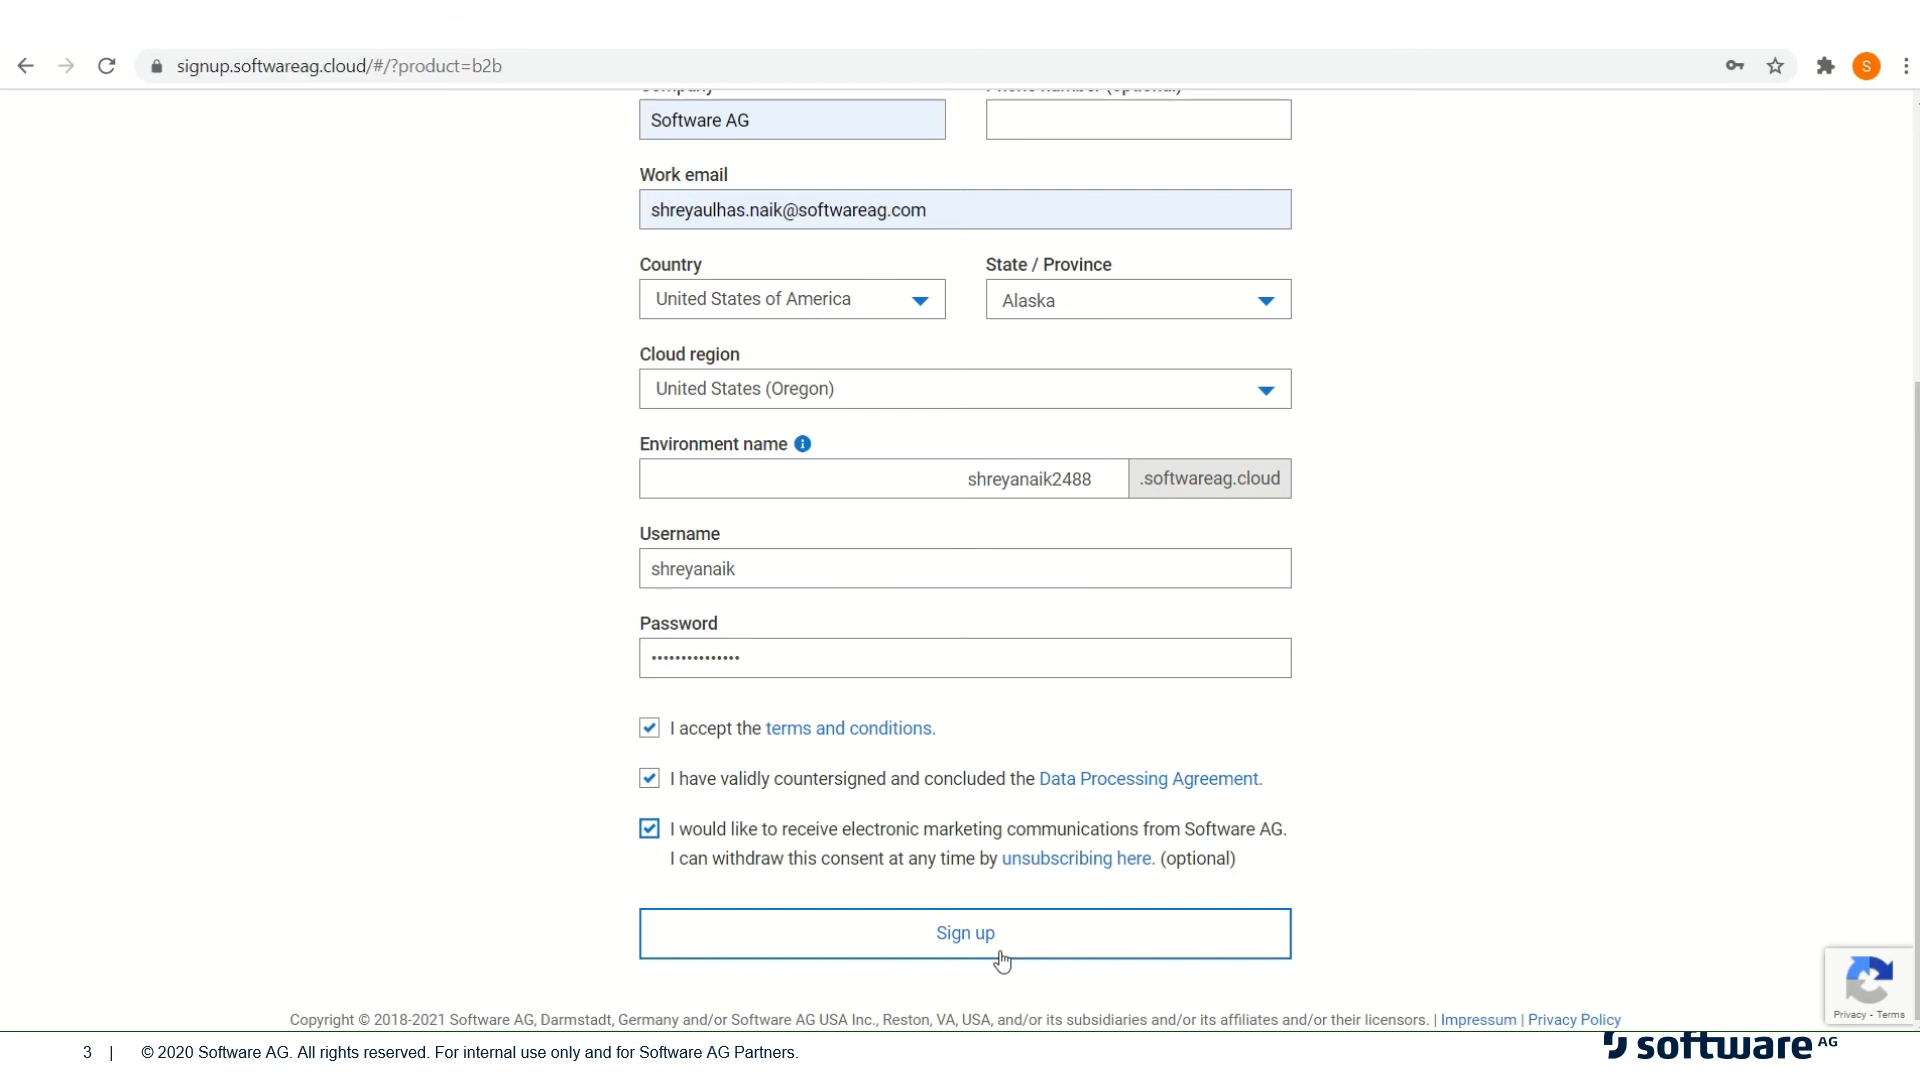 signup.softwareag.cloud/#/?product=b2b
S
Company
Phone number (optional)
Software AG
Work email
shreyaulhas.naik@softwareag.com
Country
State / Province
United States of America
Alaska
Cloud region
United States (Oregon)
Environment name
shreyanaik2488
.softwareag.cloud
Username
shreyanaik
Password
•••••••••••••••
I accept the terms and conditions.
I have validly countersigned and concluded the Data Processing Agreement.
I would like to receive electronic marketing communications from Software AG.
I can withdraw this consent at any time by unsubscribing here. (optional)
Sign up
Privacy - Terms
Copyright © 2018-2021 Software AG, Darmstadt, Germany and/or Software AG USA Inc., Reston, VA, USA, and/or its subsidiaries and/or its affiliates and/or their licensors. | Impressum | Privacy Policy
3 | © 2020 Software AG. All rights reserved. For internal use only and for Software AG Partners.
software AG